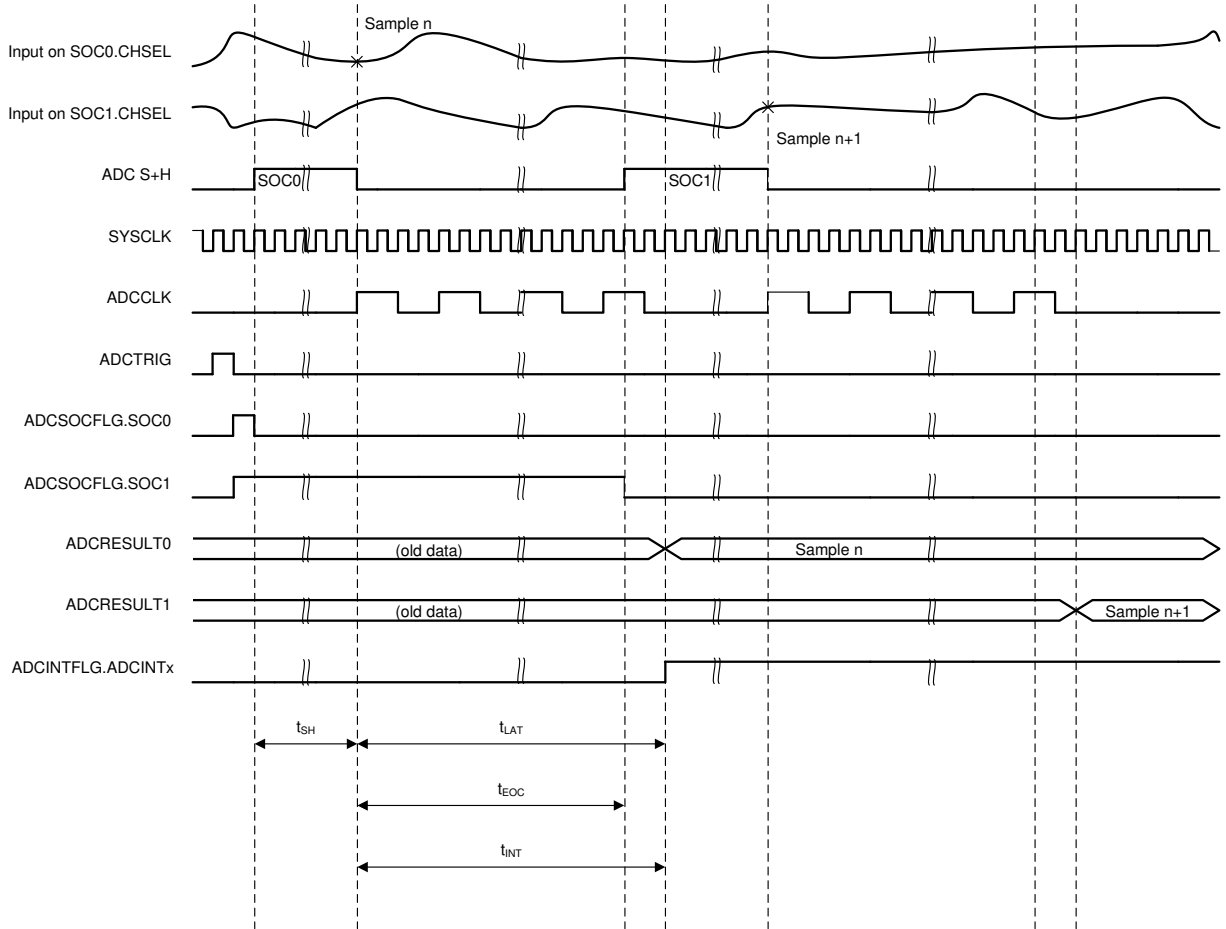 Sample n
Input on SOC0.CHSEL
Input on SOC1.CHSEL
Sample n+1
ADC S+H
SOC0
SOC1
SYSCLK
ADCCLK
ADCTRIG
ADCSOCFLG.SOC0
ADCSOCFLG.SOC1
ADCRESULT0
(old data)
Sample n
ADCRESULT1
(old data)
Sample n+1
ADCINTFLG.ADCINTx
tSH
tLAT
tEOC
tINT